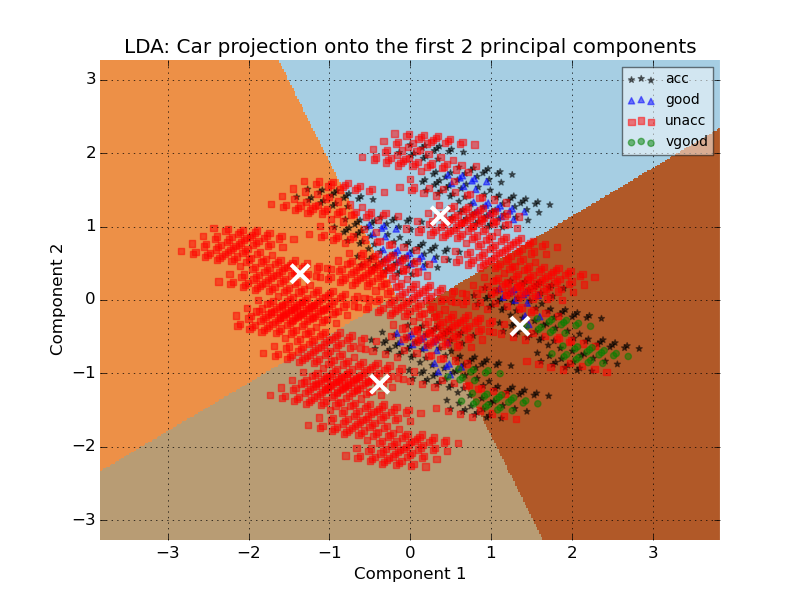 LDA: Car projection onto the first 2 principal components
acc
good
unacc
vgood
3
2
1
0
−1
−2
−3
Component 2
−3 −2 −1 0 1 2 3
Component 1